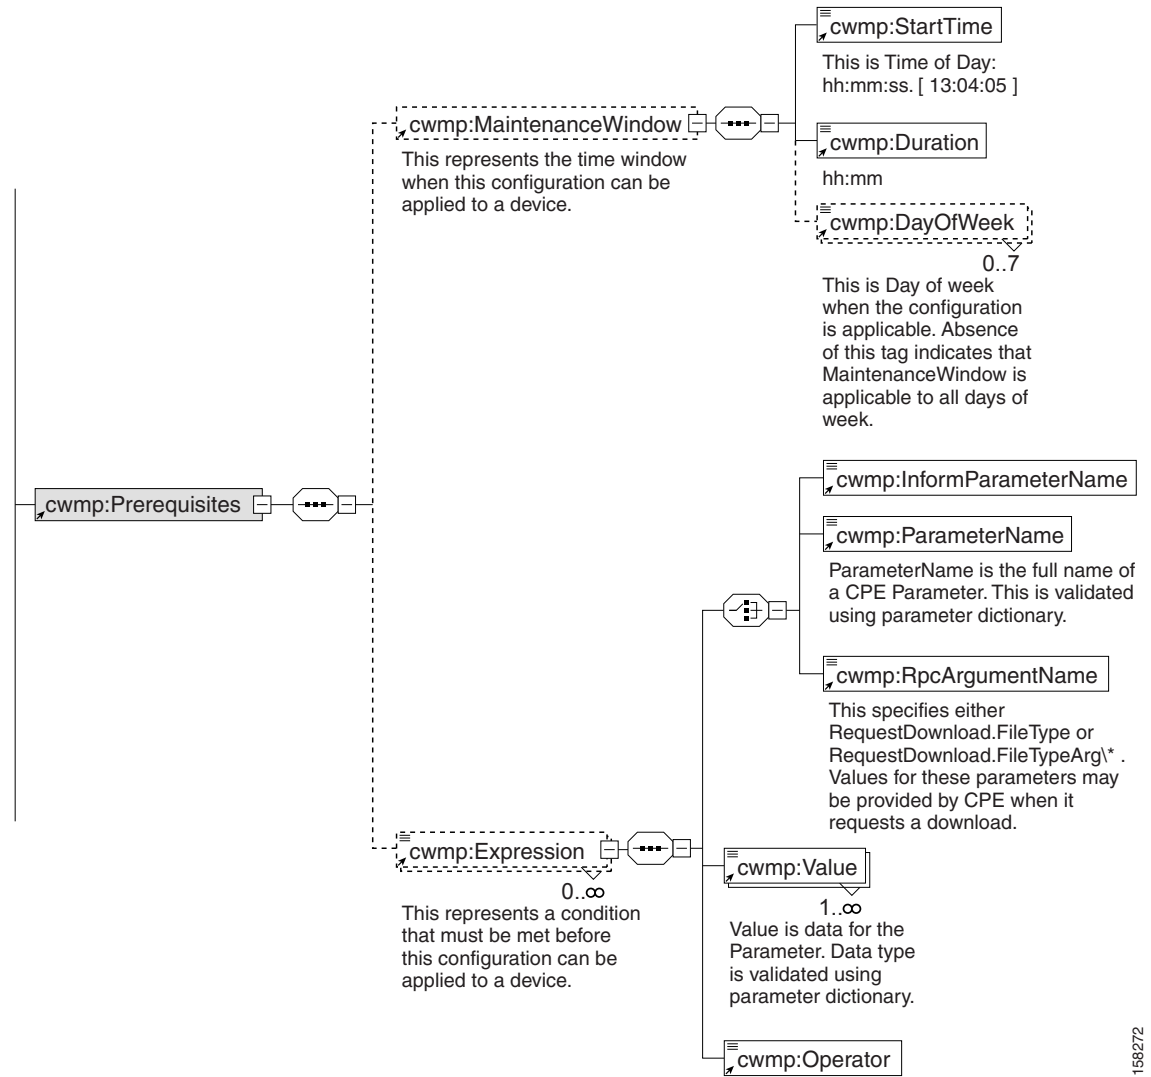 cwmp:StartTime
This is Time of Day:
hh:mm:ss. [ 13:04:05 ]
cwmp:MaintenanceWindow
This represents the time window
when this configuration can be
applied to a device.
cwmp:Duration
hh:mm
cwmp:DayOfWeek
0..7
This is Day of week
when the configuration
is applicable. Absence
of this tag indicates that
MaintenanceWindow is
applicable to all days of
week.
cwmp:Prerequisites
cwmp:InformParameterName
cwmp:ParameterName
ParameterName is the full name of
a CPE Parameter. This is validated
using parameter dictionary.
cwmp:RpcArgumentName
This specifies either
RequestDownload.FileType or
RequestDownload.FileTypeArg\* .
Values for these parameters may
be provided by CPE when it
requests a download.
cwmp:Expression
0..∞
This represents a condition
that must be met before
this configuration can be
applied to a device.
cwmp:Value
1..∞
Value is data for the
Parameter. Data type
is validated using
parameter dictionary.
cwmp:Operator
158272